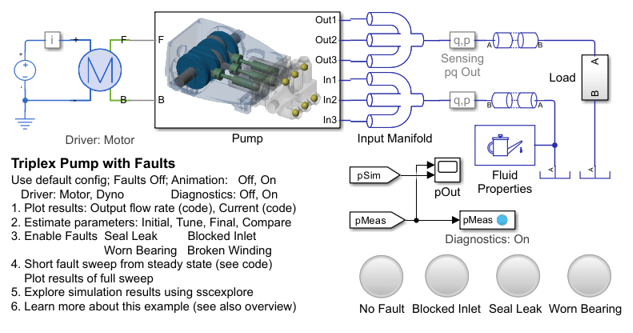 Out1
Out2
Out3
In1
In2
In3
i
F
F
M
B
B
q,p
Sensing
pq Out
A
B
Load
A
B
q,p
B
A
Driver: Motor
Pump
Input Manifold
Fluid
Properties
A
A
pSim
pOut
pMeas
pMeas
Diagnostics: On
Triplex Pump with Faults
Use default config; Faults Off; Animation: Off, On
Driver: Motor, Dyno Diagnostics: Off, On
1. Plot results: Output flow rate (code), Current (code)
2. Estimate parameters: Initial, Tune, Final, Compare
3. Enable Faults Seal Leak Blocked Inlet
Worn Bearing Broken Winding
4. Short fault sweep from steady state (see code)
Plot results of full sweep
5. Explore simulation results using sscexplore
6. Learn more about this example (see also overview)
No Fault Blocked Inlet Seal Leak Worn Bearing